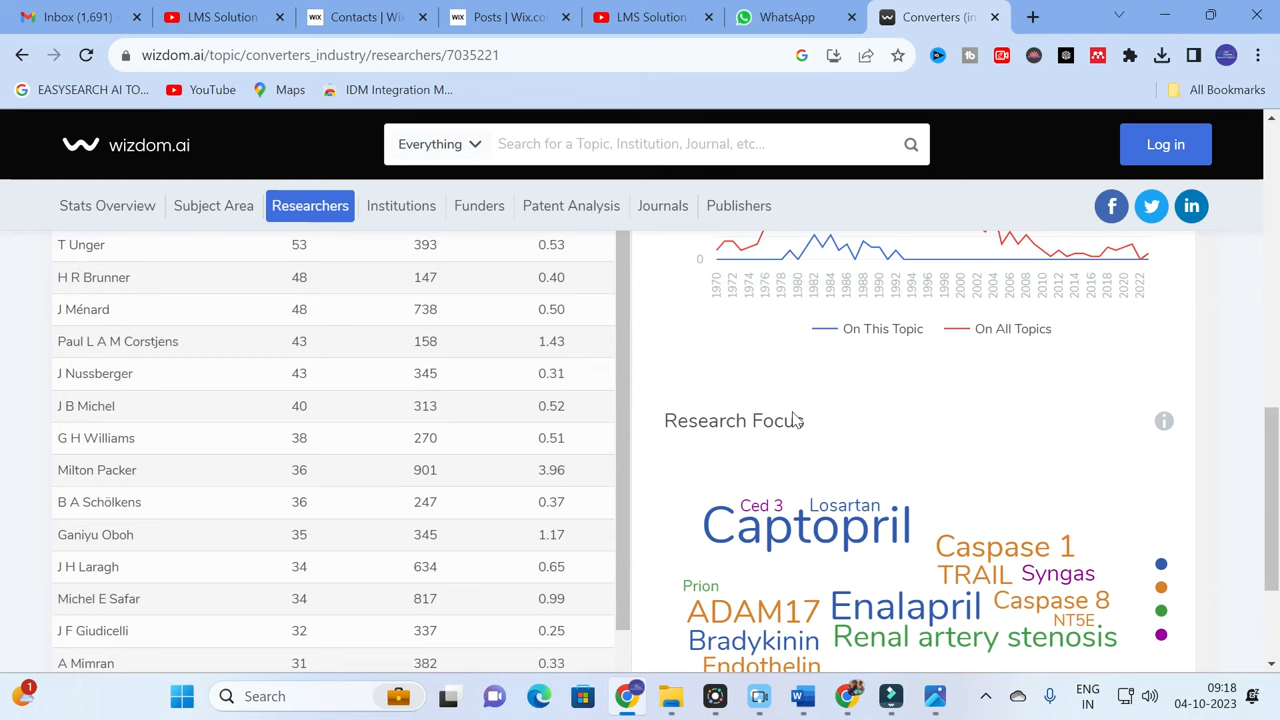 Inbox (1,691)
LMS Solution
WIX Contacts | Wix
WIX Posts | Wix.co
LMS Solution
WhatsApp
Converters (in
wizdom.ai/topic/converters_industry/researchers/7035221
EASYSEARCH AI TO...
YouTube
Maps
IDM Integration M...
All Bookmarks
wizdom.ai
Everything
Search for a Topic, Institution, Journal, etc...
Log in
Stats Overview
Subject Area
Researchers
Institutions
Funders
Patent Analysis
Journals
Publishers
T Unger 53 393 0.53
H R Brunner 48 147 0.40
J Ménard 48 738 0.50
Paul L A M Corstjens 43 158 1.43
J Nussberger 43 345 0.31
J B Michel 40 313 0.52
G H Williams 38 270 0.51
Milton Packer 36 901 3.96
B A Schölkens 36 247 0.37
Ganiyu Oboh 35 345 1.17
J H Laragh 34 634 0.65
Michel E Safar 34 817 0.99
J F Giudicelli 32 337 0.25
A Mimran 31 382 0.33
0
1970 1972 1974 1976 1978 1980 1982 1984 1986 1988 1990 1992 1994 1996 1998 2000 2002 2004 2006 2008 2010 2012 2014 2016 2018 2020 2022
On This Topic On All Topics
Research Focus
Ced 3 Losartan
Captopril
Caspase 1
TRAIL Syngas
Prion
ADAM17 Enalapril Caspase 8
NT5E
Bradykinin Renal artery stenosis
Endothelin
1
Search
ENG
IN
09:18
04-10-2023